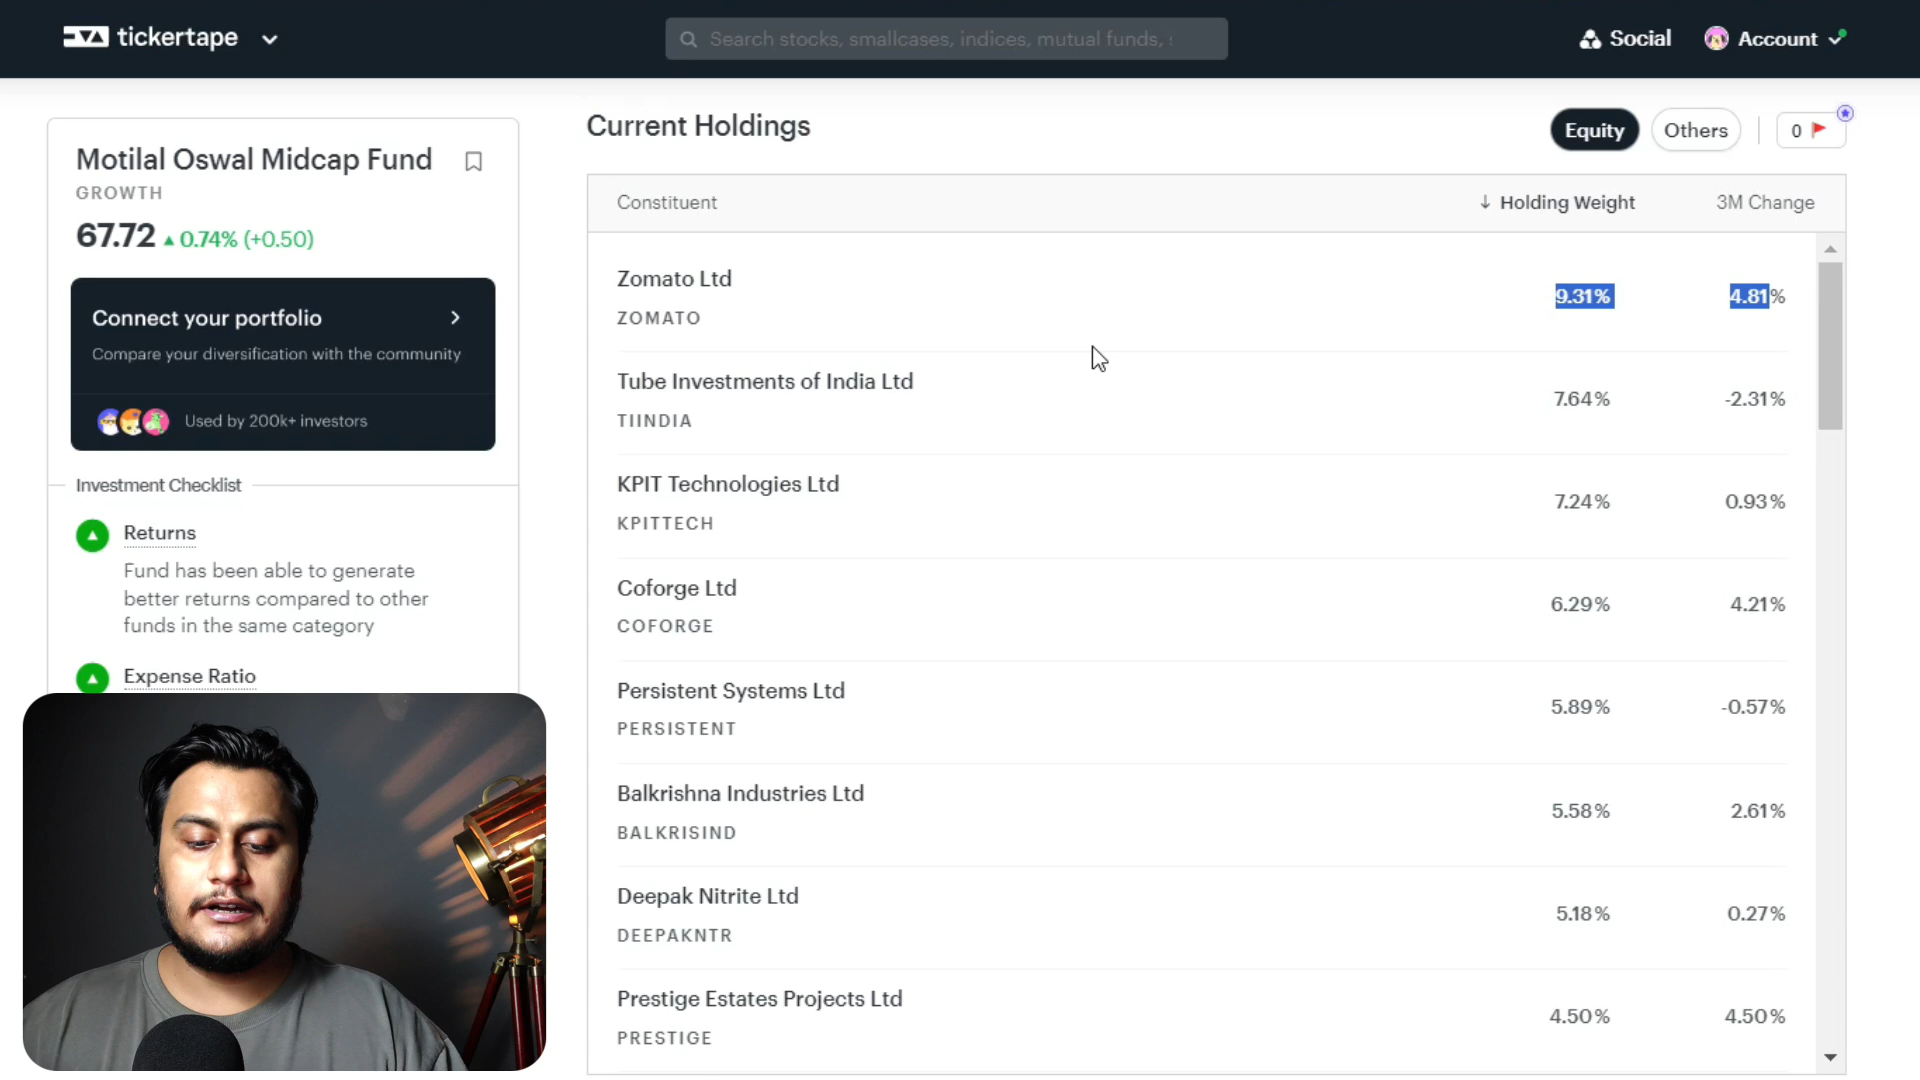 tickertape
Search stocks, smallcases, indices, mutual funds, s
Social
Account
Motilal Oswal Midcap Fund
GROWTH
67.72 ▲ 0.74% (+0.50)
Connect your portfolio
Compare your diversification with the community
Used by 200k+ investors
Investment Checklist
Returns
Fund has been able to generate
better returns compared to other
funds in the same category
Expense Ratio
Current Holdings
Equity
Others
0
Constituent ↓ Holding Weight 3M Change
Zomato Ltd
ZOMATO
9.31% 4.81%
Tube Investments of India Ltd
TIINDIA
7.64% -2.31%
KPIT Technologies Ltd
KPITTECH
7.24% 0.93%
Coforge Ltd
COFORGE
6.29% 4.21%
Persistent Systems Ltd
PERSISTENT
5.89% -0.57%
Balkrishna Industries Ltd
BALKRISIND
5.58% 2.61%
Deepak Nitrite Ltd
DEEPAKNTR
5.18% 0.27%
Prestige Estates Projects Ltd
PRESTIGE
4.50% 4.50%